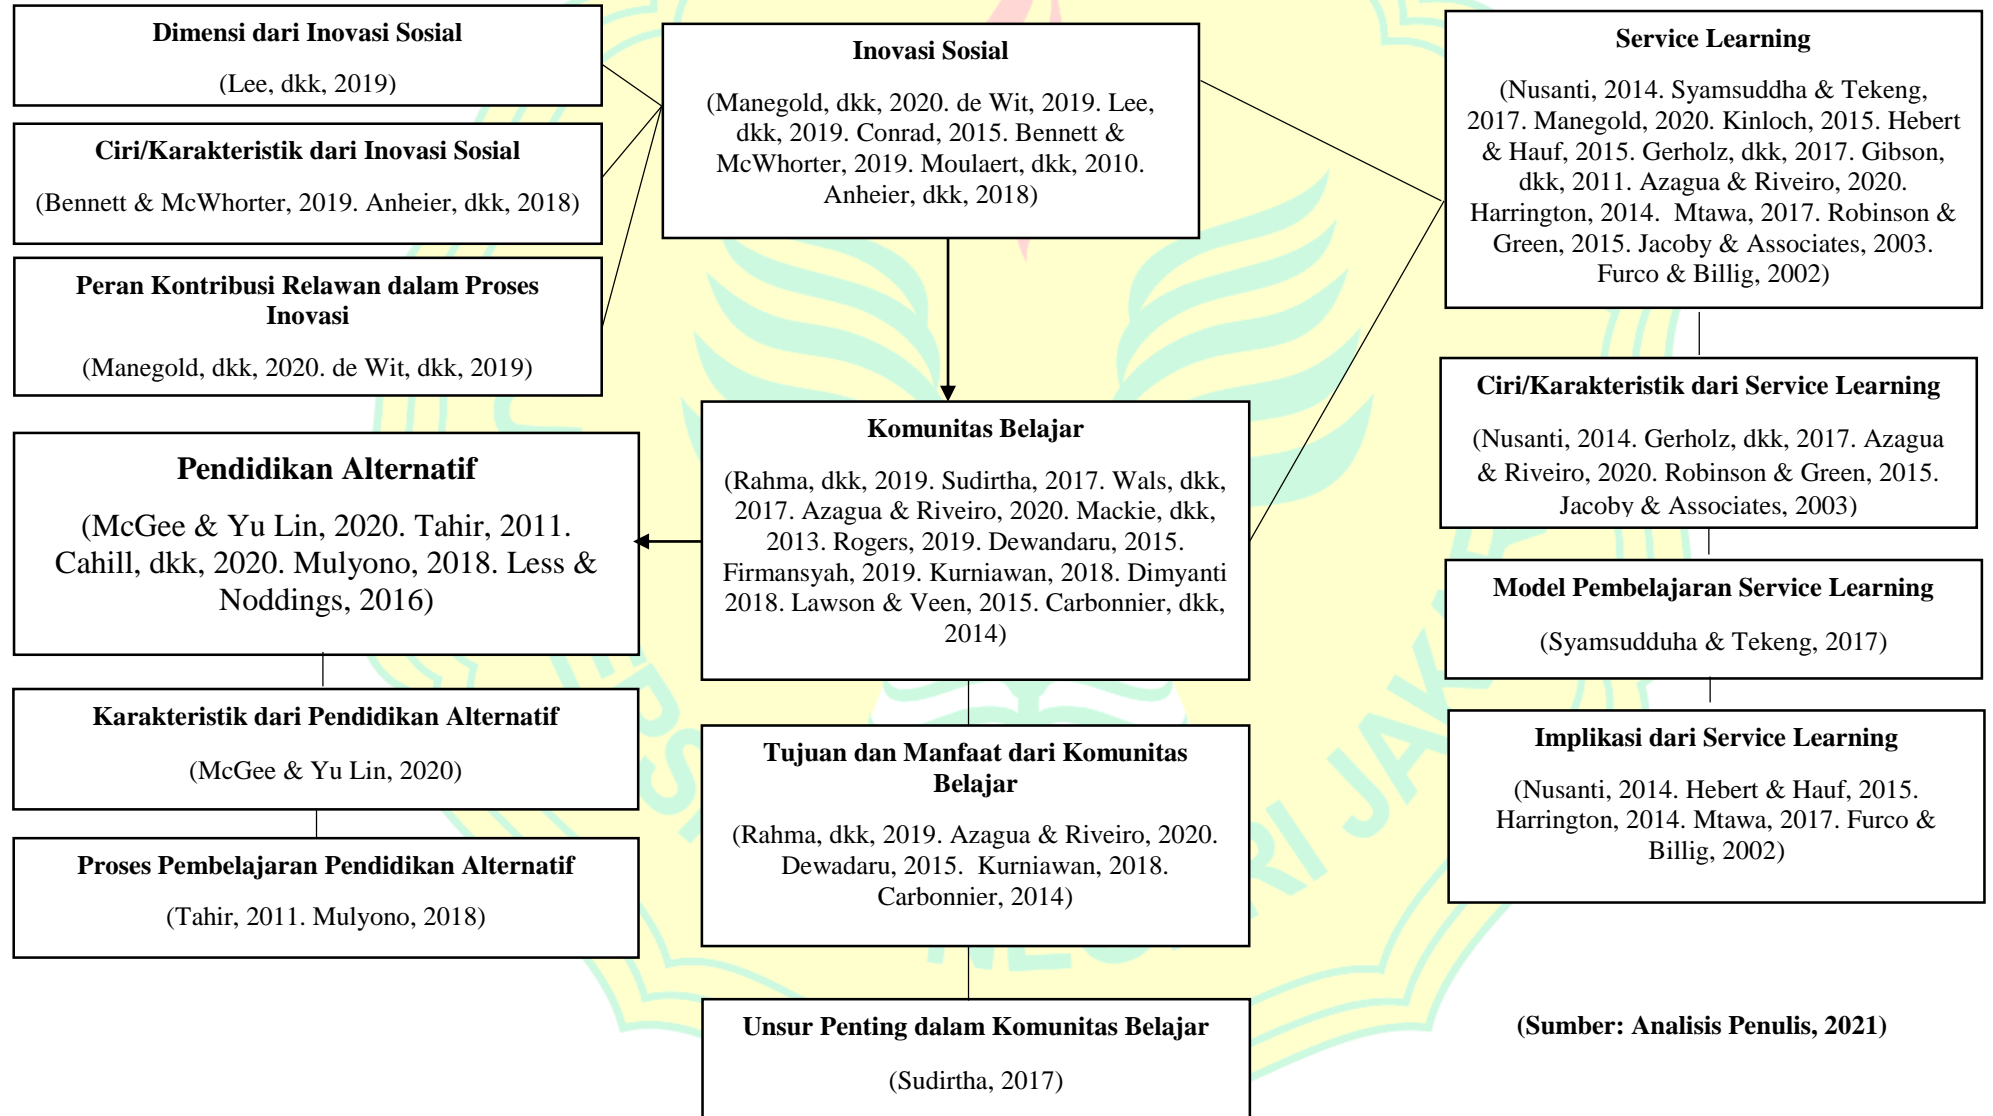 Dimensi dari Inovasi Sosial
(Lee, dkk, 2019)
Ciri/Karakteristik dari Inovasi Sosial
(Bennett & McWhorter, 2019. Anheier, dkk, 2018)
Peran Kontribusi Relawan dalam Proses
Inovasi
(Manegold, dkk, 2020. de Wit, dkk, 2019)
Inovasi Sosial
(Manegold, dkk, 2020. de Wit, 2019. Lee,
dkk, 2019. Conrad, 2015. Bennett &
McWhorter, 2019. Moulaert, dkk, 2010.
Anheier, dkk, 2018)
Service Learning
(Nusanti, 2014. Syamsuddha & Tekeng,
2017. Manegold, 2020. Kinloch, 2015. Hebert
& Hauf, 2015. Gerholz, dkk, 2017. Gibson,
dkk, 2011. Azagua & Riveiro, 2020.
Harrington, 2014. Mtawa, 2017. Robinson &
Green, 2015. Jacoby & Associates, 2003.
Furco & Billig, 2002)
Ciri/Karakteristik dari Service Learning
(Nusanti, 2014. Gerholz, dkk, 2017. Azagua
& Riveiro, 2020. Robinson & Green, 2015.
Jacoby & Associates, 2003)
Model Pembelajaran Service Learning
(Syamsudduha & Tekeng, 2017)
Implikasi dari Service Learning
(Nusanti, 2014. Hebert & Hauf, 2015.
Harrington, 2014. Mtawa, 2017. Furco &
Billig, 2002)
Komunitas Belajar
(Rahma, dkk, 2019. Sudirtha, 2017. Wals, dkk,
2017. Azagua & Riveiro, 2020. Mackie, dkk,
2013. Rogers, 2019. Dewandaru, 2015.
Firmansyah, 2019. Kurniawan, 2018. Dimyanti
2018. Lawson & Veen, 2015. Carbonnier, dkk,
2014)
Tujuan dan Manfaat dari Komunitas
Belajar
(Rahma, dkk, 2019. Azagua & Riveiro, 2020.
Dewadaru, 2015. Kurniawan, 2018.
Carbonnier, 2014)
Unsur Penting dalam Komunitas Belajar
(Sudirtha, 2017)
Pendidikan Alternatif
(McGee & Yu Lin, 2020. Tahir, 2011.
Cahill, dkk, 2020. Mulyono, 2018. Less &
Noddings, 2016)
Karakteristik dari Pendidikan Alternatif
(McGee & Yu Lin, 2020)
Proses Pembelajaran Pendidikan Alternatif
(Tahir, 2011. Mulyono, 2018)
(Sumber: Analisis Penulis, 2021)